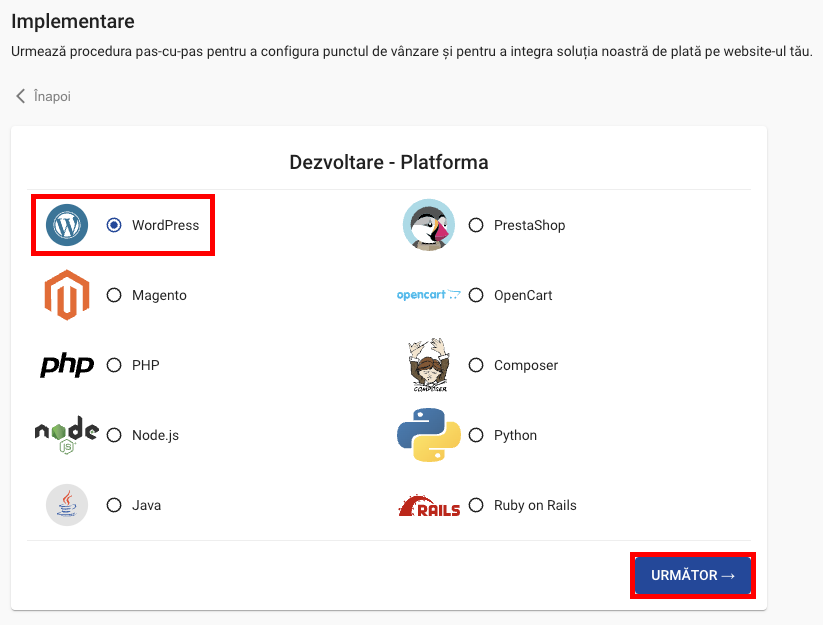 Implementare
Urmează procedura pas-cu-pas pentru a configura punctul de vânzare și pentru a integra soluția noastră de plată pe website-ul tău.
Înapoi
Dezvoltare - Platforma
WordPress
PrestaShop
Magento
opencart
OpenCart
php
PHP
COMPOSER
Composer
node
JS
Node.js
Python
Java
RAILS
Ruby on Rails
URMĂTOR →